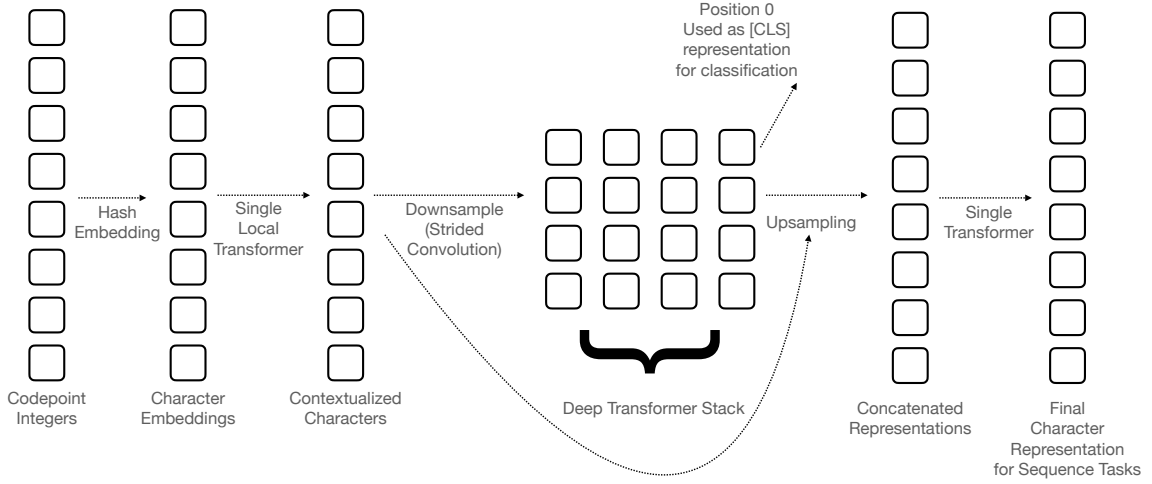 Position 0
Used as [CLS]
representation
for classification
Hash
Embedding
Single
Local
Transformer
Downsample
(Strided
Convolution)
Upsampling
Single
Transformer
Codepoint
Integers
Character
Embeddings
Contextualized
Characters
Deep Transformer Stack
Concatenated
Representations
Final
Character
Representation
for Sequence Tasks